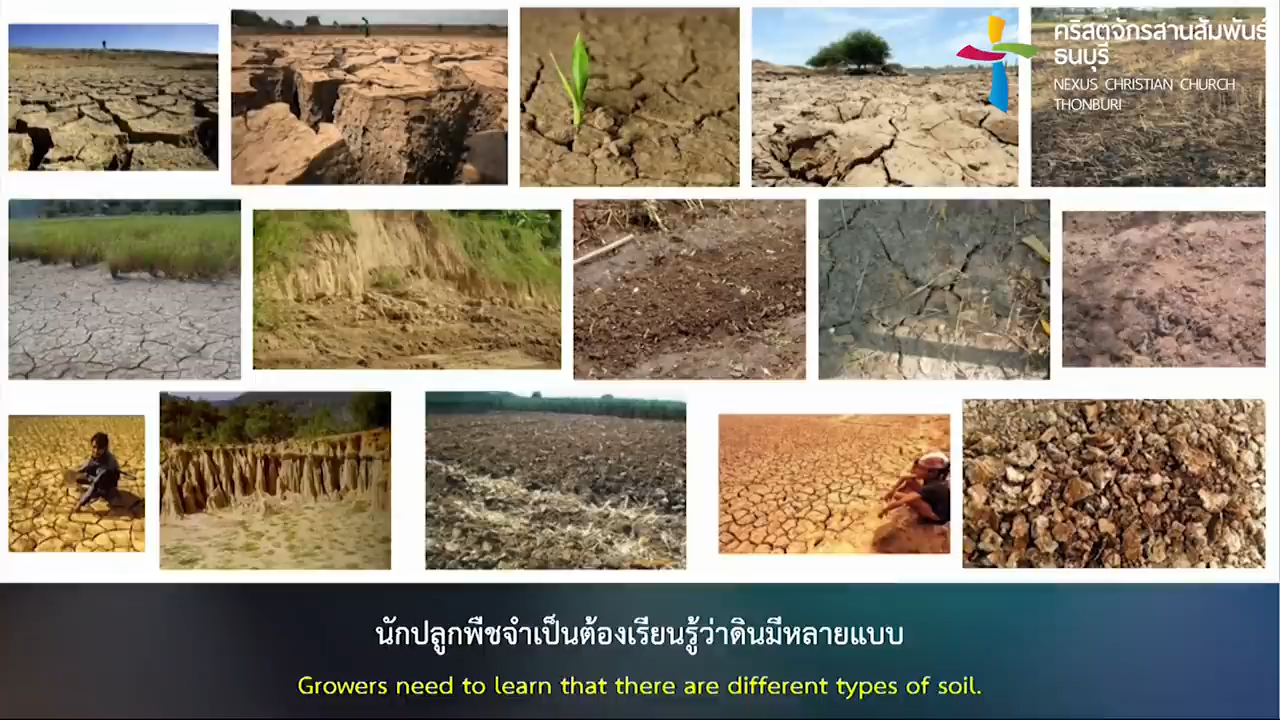 คริสตจักรสานสัมพันธ์
ธนบุรี
NEXUS CHRISTIAN CHURCH
THONBURI
นักปลูกพืชจำเป็นต้องเรียนรู้ว่าดินมีหลายแบบ
Growers need to learn that there are different types of soil.